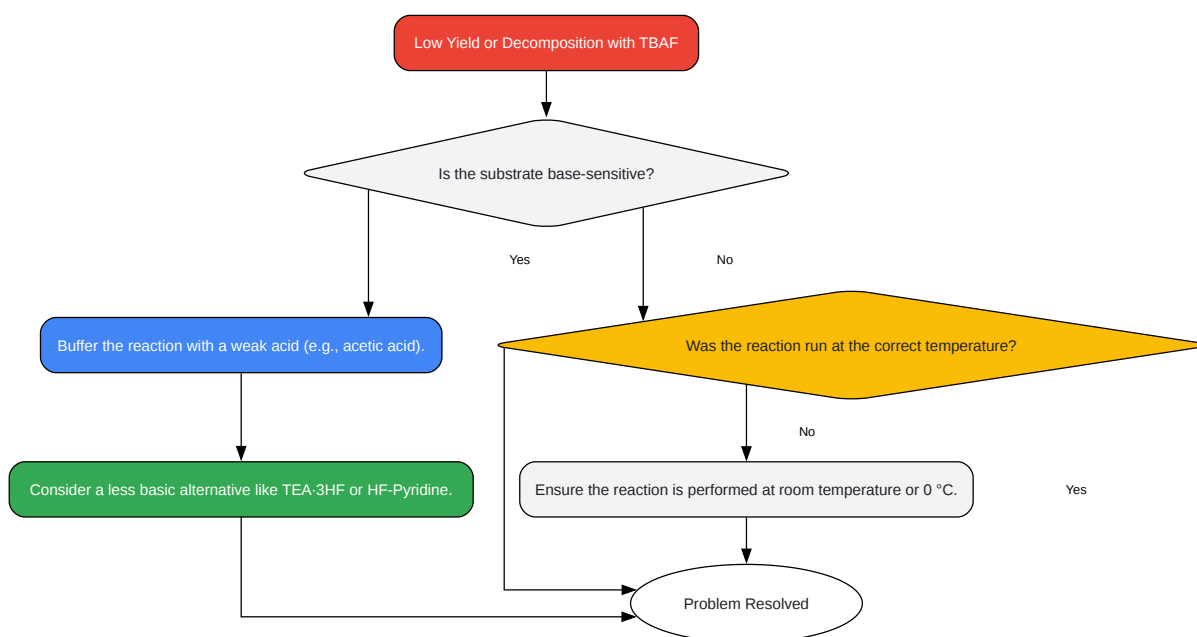 Low Yield or Decomposition with TBAF
Is the substrate base-sensitive?
Yes
No
Buffer the reaction with a weak acid (e.g., acetic acid).
Was the reaction run at the correct temperature?
No
Consider a less basic alternative like TEA·3HF or HF-Pyridine.
Ensure the reaction is performed at room temperature or 0 °C.
Yes
Problem Resolved